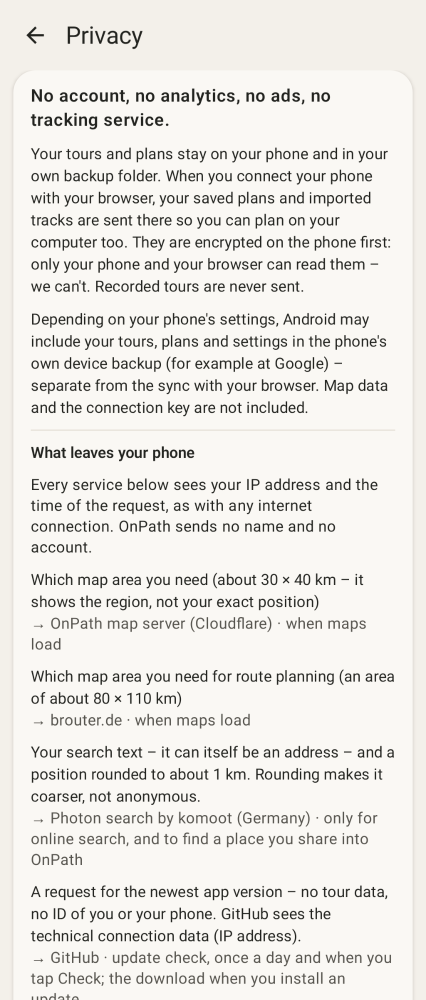 ← Privacy
No account, no analytics, no ads, no
tracking service.
Your tours and plans stay on your phone and in your
own backup folder. When you connect your phone
with your browser, your saved plans and imported
tracks are sent there so you can plan on your
computer too. They are encrypted on the phone first:
only your phone and your browser can read them –
we can't. Recorded tours are never sent.
Depending on your phone's settings, Android may
include your tours, plans and settings in the phone's
own device backup (for example at Google) –
separate from the sync with your browser. Map data
and the connection key are not included.
What leaves your phone
Every service below sees your IP address and the
time of the request, as with any internet
connection. OnPath sends no name and no
account.
Which map area you need (about 30 × 40 km – it
shows the region, not your exact position)
→ OnPath map server (Cloudflare) · when maps
load
Which map area you need for route planning (an area
of about 80 × 110 km)
→ brouter.de · when maps load
Your search text – it can itself be an address – and a
position rounded to about 1 km. Rounding makes it
coarser, not anonymous.
→ Photon search by komoot (Germany) · only for
online search, and to find a place you share into
OnPath
A request for the newest app version – no tour data,
no ID of you or your phone. GitHub sees the
technical connection data (IP address).
→ GitHub · update check, once a day and when you
tap Check; the download when you install an
update